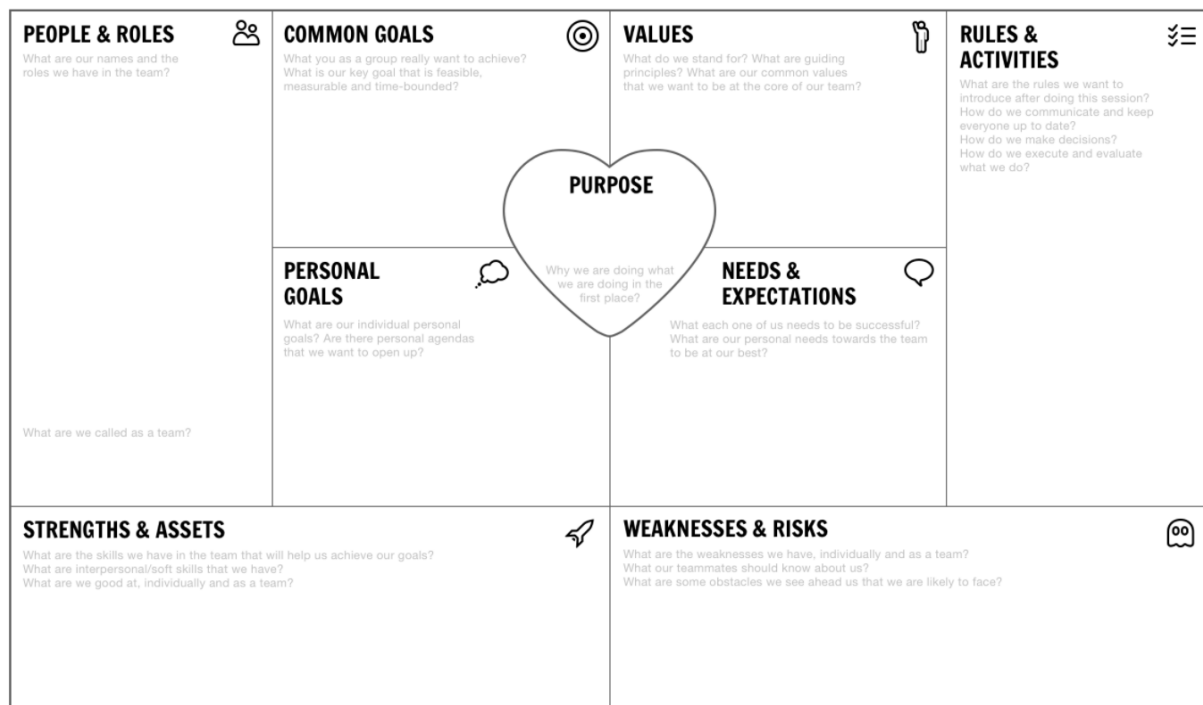 PEOPLE & ROLES
What are our names and the
roles we have in the team?
What are we called as a team?
COMMON GOALS
What you as a group really want to achieve?
What is our key goal that is feasible,
measurable and time-bounded?
VALUES
What do we stand for? What are guiding
principles? What are our common values
that we want to be at the core of our team?
RULES &
ACTIVITIES
What are the rules we want to
introduce after doing this session?
How do we communicate and keep
everyone up to date?
How do we make decisions?
How do we execute and evaluate
what we do?
PURPOSE
Why we are doing what
we are doing in the
first place?
PERSONAL
GOALS
What are our individual personal
goals? Are there personal agendas
that we want to open up?
NEEDS &
EXPECTATIONS
What each one of us needs to be successful?
What are our personal needs towards the team
to be at our best?
STRENGTHS & ASSETS
What are the skills we have in the team that will help us achieve our goals?
What are interpersonal/soft skills that we have?
What are we good at, individually and as a team?
WEAKNESSES & RISKS
What are the weaknesses we have, individually and as a team?
What our teammates should know about us?
What are some obstacles we see ahead us that we are likely to face?